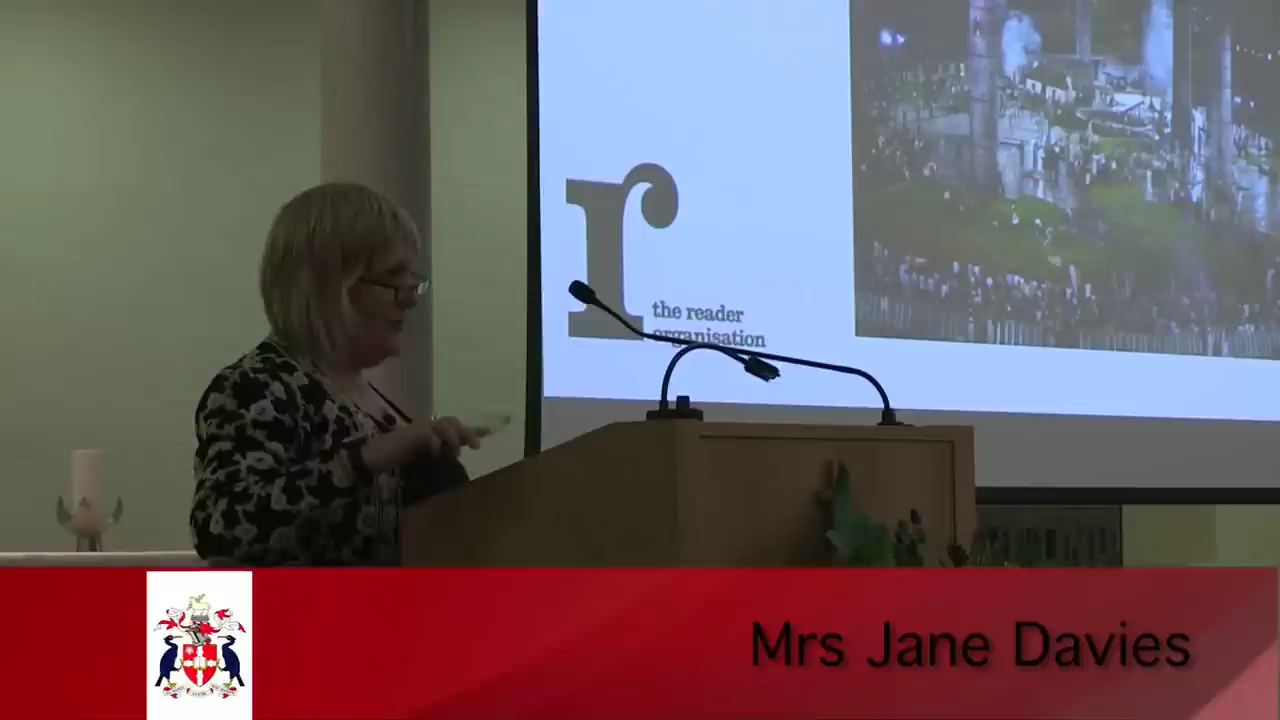 r
the reader
organisation
Mrs Jane Davies